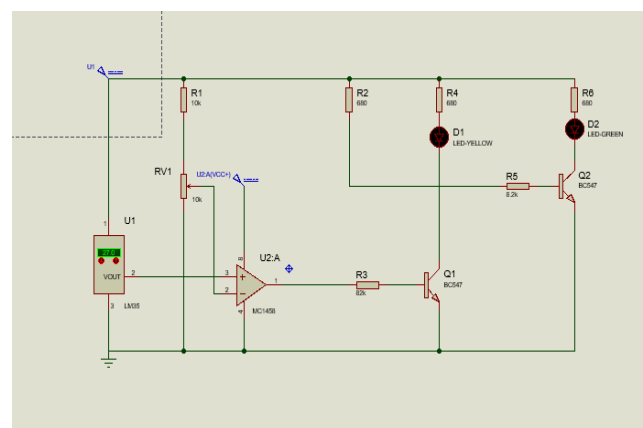 U1
R1
10k
R2
680
R4
680
R6
680
D1
LED-YELLOW
D2
LED-GREEN
RV1
10k
U2:A(VCC+)
Q2
BC547
R5
8.2k
U1
1
27.0
VOUT
2
3
LM35
U2:A
8
3
2
1
4
MC1458
R3
82k
Q1
BC547